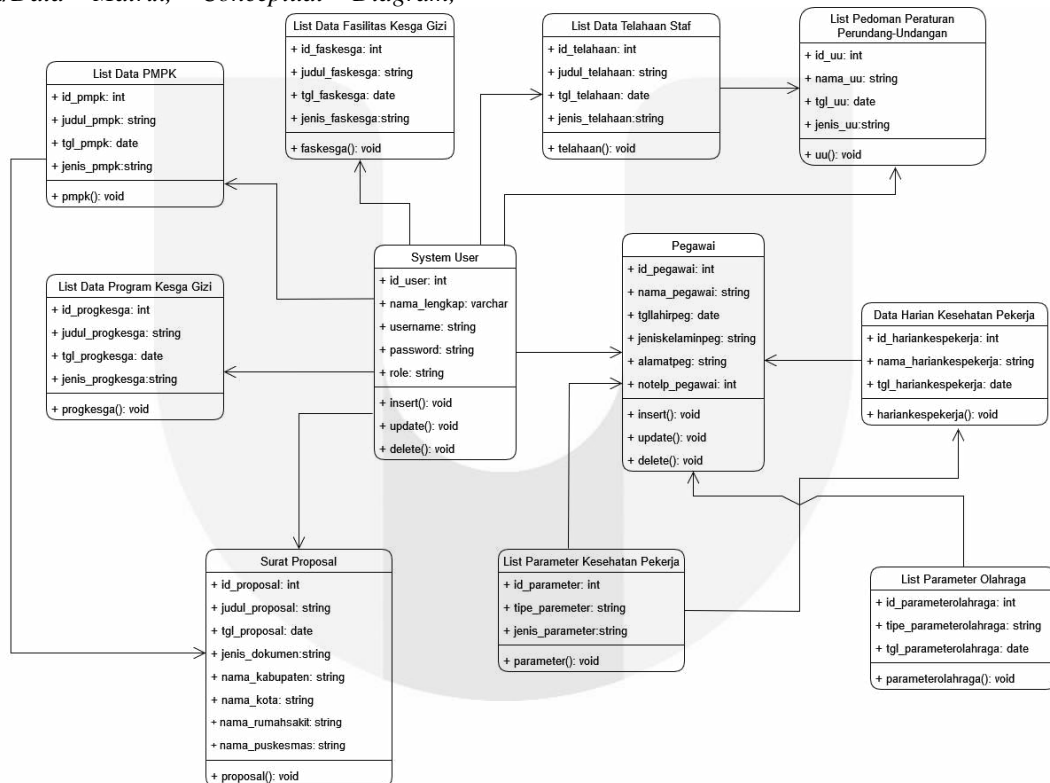 /Data Matrix, Conceptual Diagram,
List Data Fasilitas Kesga Gizi
+ id_faskesga: int
+ judul_faskesga: string
+ tgl_faskesga: date
+ jenis_faskesga:string
+ faskesga(): void
List Data Telahaan Staf
+ id_telahaan: int
+ judul_telahaan: string
+ tgl_telahaan: date
+ jenis_telahaan:string
+ telahaan(): void
List Pedoman Peraturan
Perundang-Undangan
+ id_uu: int
+ nama_uu: string
+ tgl_uu: date
+ jenis_uu:string
+ uu(): void
List Data PMPK
+ id_pmpk: int
+ judul_pmpk: string
+ tgl_pmpk: date
+ jenis_pmpk:string
+ pmpk(): void
System User
+ id_user: int
+ nama_lengkap: varchar
+ username: string
+ password: string
+ role: string
+ insert(): void
+ update(): void
+ delete(): void
Pegawai
+ id_pegawai: int
+ nama_pegawai: string
+ tgllahirpeg: date
+ jeniskelaminpeg: string
+ alamatpeg: string
+ notelp_pegawai: int
+ insert(): void
+ update(): void
+ delete(): void
List Data Program Kesga Gizi
+ id_progkesga: int
+ judul_progkesga: string
+ tgl_progkesga: date
+ jenis_progkesga:string
+ progkesga(): void
Data Harian Kesehatan Pekerja
+ id_hariankespekerja: int
+ nama_hariankespekerja: string
+ tgl_hariankespekerja: date
+ hariankespekerja(): void
Surat Proposal
+ id_proposal: int
+ judul_proposal: string
+ tgl_proposal: date
+ jenis_dokumen:string
+ nama_kabupaten: string
+ nama_kota: string
+ nama_rumahsakit: string
+ nama_puskesmas: string
+ proposal(): void
List Parameter Kesehatan Pekerja
+ id_parameter: int
+ tipe_paremeter: string
+ jenis_parameter:string
+ parameter(): void
List Parameter Olahraga
+ id_parameterolahraga: int
+ tipe_parameterolahraga: string
+ tgl_parameterolahraga: date
+ parameterolahraga(): void